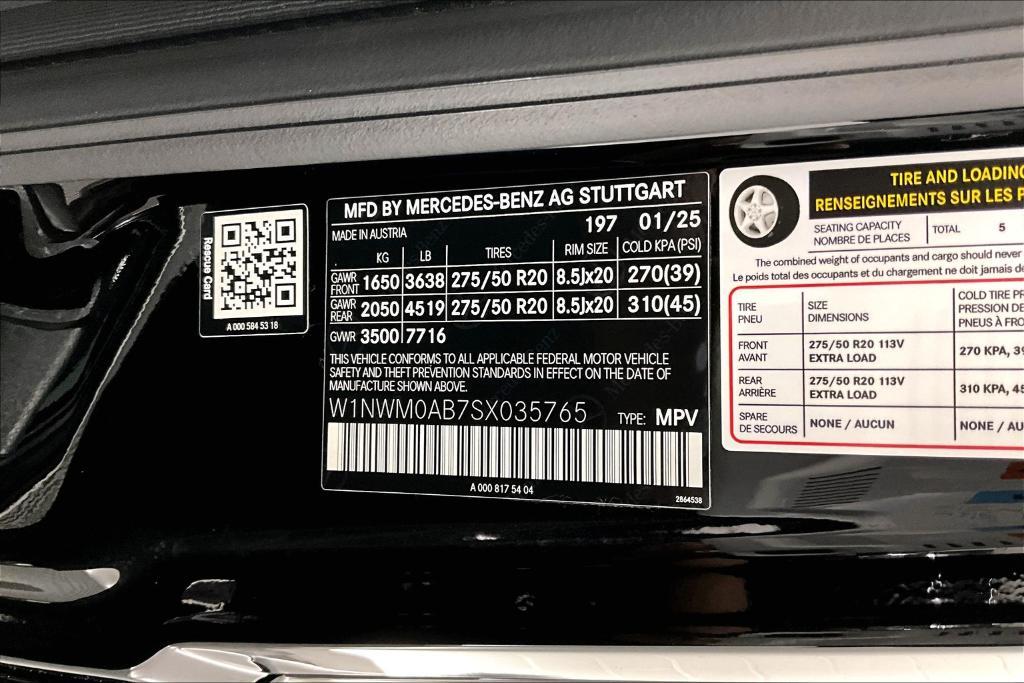 Rescue Card
A 000 584 53 18
MFD BY MERCEDES-BENZ AG STUTTGART
MADE IN AUSTRIA 197 01/25
KG LB TIRES RIM SIZE COLD KPA (PSI)
GAWR FRONT 1650 3638 275/50 R20 8.5Jx20 270(39)
GAWR REAR 2050 4519 275/50 R20 8.5Jx20 310(45)
GVWR 3500 7716
THIS VEHICLE CONFORMS TO ALL APPLICABLE FEDERAL MOTOR VEHICLE
SAFETY AND THEFT PREVENTION STANDARDS IN EFFECT ON THE DATE OF
MANUFACTURE SHOWN ABOVE.
W1NWM0AB7SX035765 TYPE: MPV
A 000 817 54 04
2864538
TIRE AND LOADING
RENSEIGNEMENTS SUR LES P
SEATING CAPACITY
NOMBRE DE PLACES
TOTAL 5
The combined weight of occupants and cargo should never
Le poids total des occupants et du chargement ne doit jamais d
TIRE
PNEU
SIZE
DIMENSIONS
COLD TIRE PR
PRESSION DE
PNEUS À FRO
FRONT
AVANT
275/50 R20 113V
EXTRA LOAD
270 KPA, 39
REAR
ARRIÈRE
275/50 R20 113V
EXTRA LOAD
310 KPA, 45
SPARE
DE SECOURS
NONE / AUCUN
NONE / AU